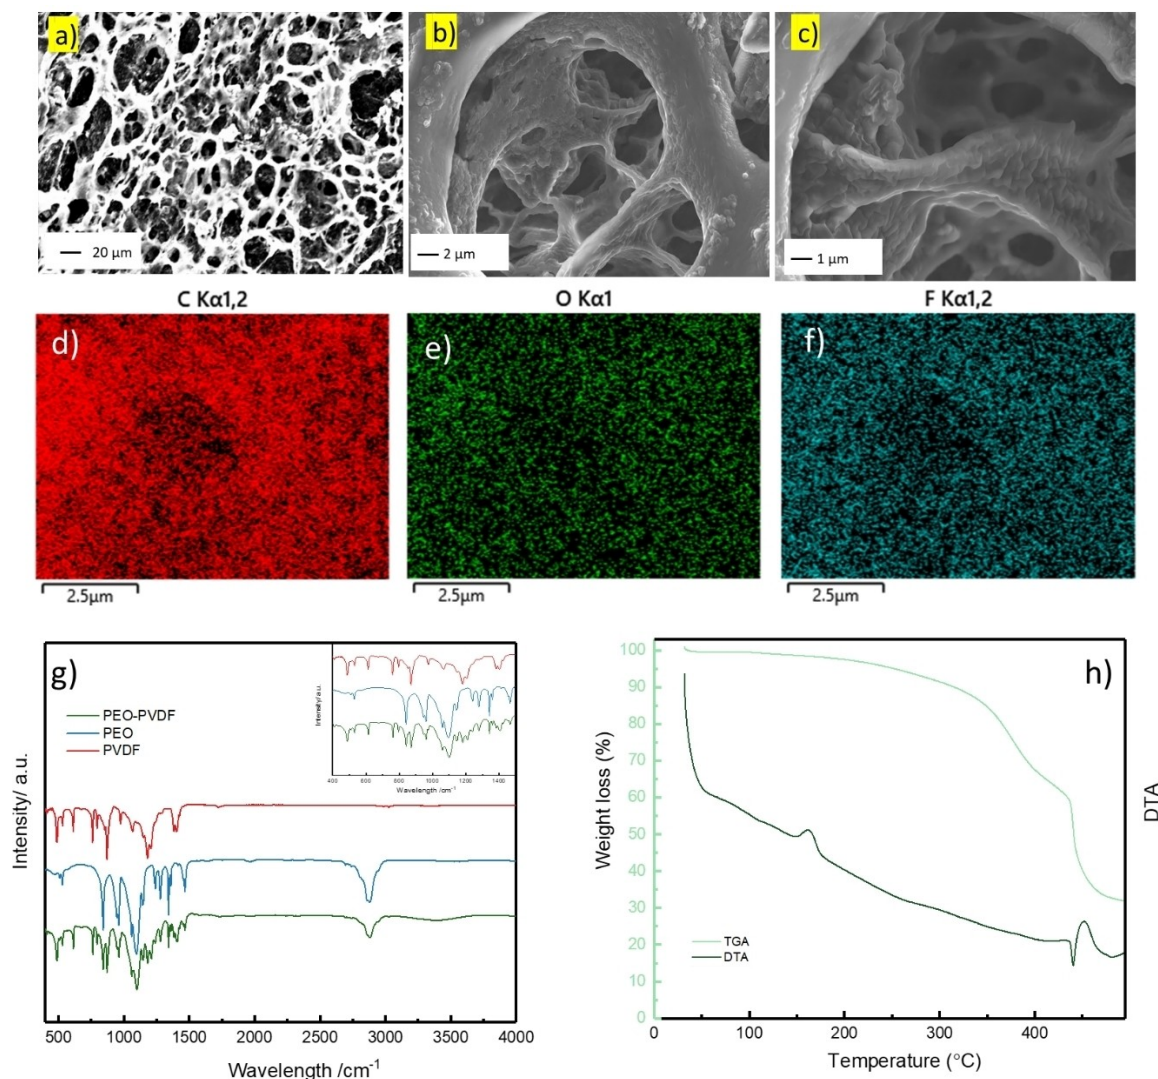 a)
b)
c)
20 µm
2 µm
1 µm
C Kα1,2
O Kα1
F Kα1,2
d)
e)
f)
2.5µm
2.5µm
2.5µm
g)
PEO-PVDF
PEO
PVDF
Intensity/ a.u.
Intensity/ a.u.
400 600 800 1000 1200 1400
Wavelength /cm⁻¹
500 1000 1500 2000 2500 3000 3500 4000
Wavelength /cm⁻¹
h)
Weight loss (%)
100
90
80
70
60
50
40
30
20
10
0
TGA
DTA
DTA
0 100 200 300 400
Temperature (°C)